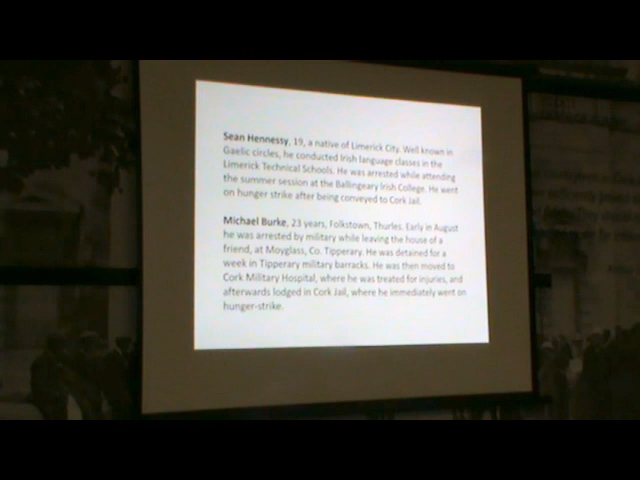 Sean Hennessy, 19, a native of Limerick City. Well known in
Gaelic circles, he conducted Irish language classes in the
Limerick Technical Schools. He was arrested while attending
the summer session at the Ballingeary Irish College. He went
on hunger strike after being conveyed to Cork Jail.
Michael Burke, 23 years, Folkstown, Thurles. Early in August
he was arrested by military while leaving the house of a
friend, at Moyglass, Co. Tipperary. He was detained for a
week in Tipperary military barracks. He was then moved to
Cork Military Hospital, where he was treated for injuries, and
afterwards lodged in Cork Jail, where he immediately went on
hunger-strike.